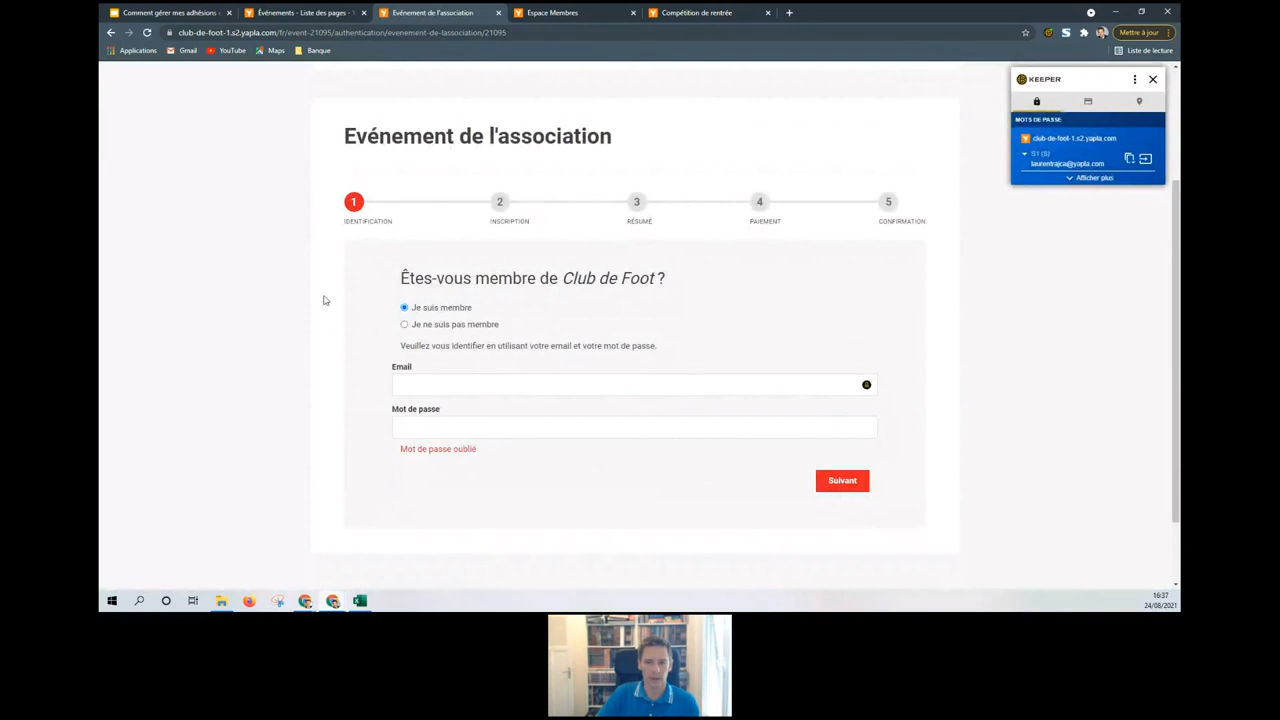 Comment gérer mes adhésions
Événements - Liste des pages -
Evénement de l'association
Espace Membres
Compétition de rentrée
club-de-foot-1.s2.yapla.com/fr/event-21095/authentication/evenement-de-lassociation/21095
Mettre à jour
Applications
Gmail
YouTube
Maps
Banque
Liste de lecture
KEEPER
MOTS DE PASSE
club-de-foot-1.s2.yapla.com
laurentrajca@yapla.com
Afficher plus
Evénement de l'association
1 2 3 4 5
IDENTIFICATION INSCRIPTION RÉSUMÉ PAIEMENT CONFIRMATION
Êtes-vous membre de Club de Foot ?
Je suis membre
Je ne suis pas membre
Veuillez vous identifier en utilisant votre email et votre mot de passe.
Email
Mot de passe
Mot de passe oublié
Suivant
16:37
24/08/2021